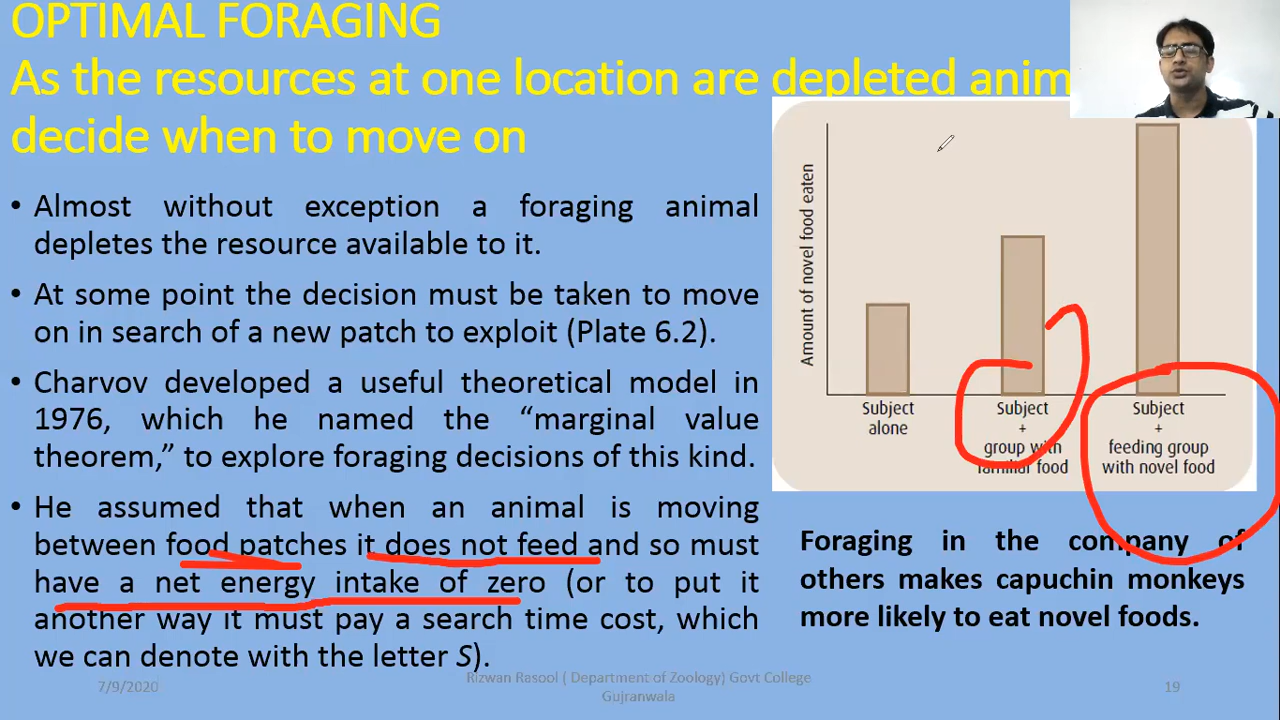 OPTIMAL FORAGING
As the resources at one location are depleted anim
decide when to move on
• Almost without exception a foraging animal
depletes the resource available to it.
• At some point the decision must be taken to move
on in search of a new patch to exploit (Plate 6.2).
• Charvov developed a useful theoretical model in
1976, which he named the “marginal value
theorem,” to explore foraging decisions of this kind.
• He assumed that when an animal is moving
between food patches it does not feed and so must
have a net energy intake of zero (or to put it
another way it must pay a search time cost, which
we can denote with the letter S).
Amount of novel food eaten
Subject
alone
Subject
+
group with
familiar food
Subject
+
feeding group
with novel food
Foraging in the company of
others makes capuchin monkeys
more likely to eat novel foods.
7/9/2020
Rizwan Rasool ( Department of Zoology) Govt College
Gujranwala
19